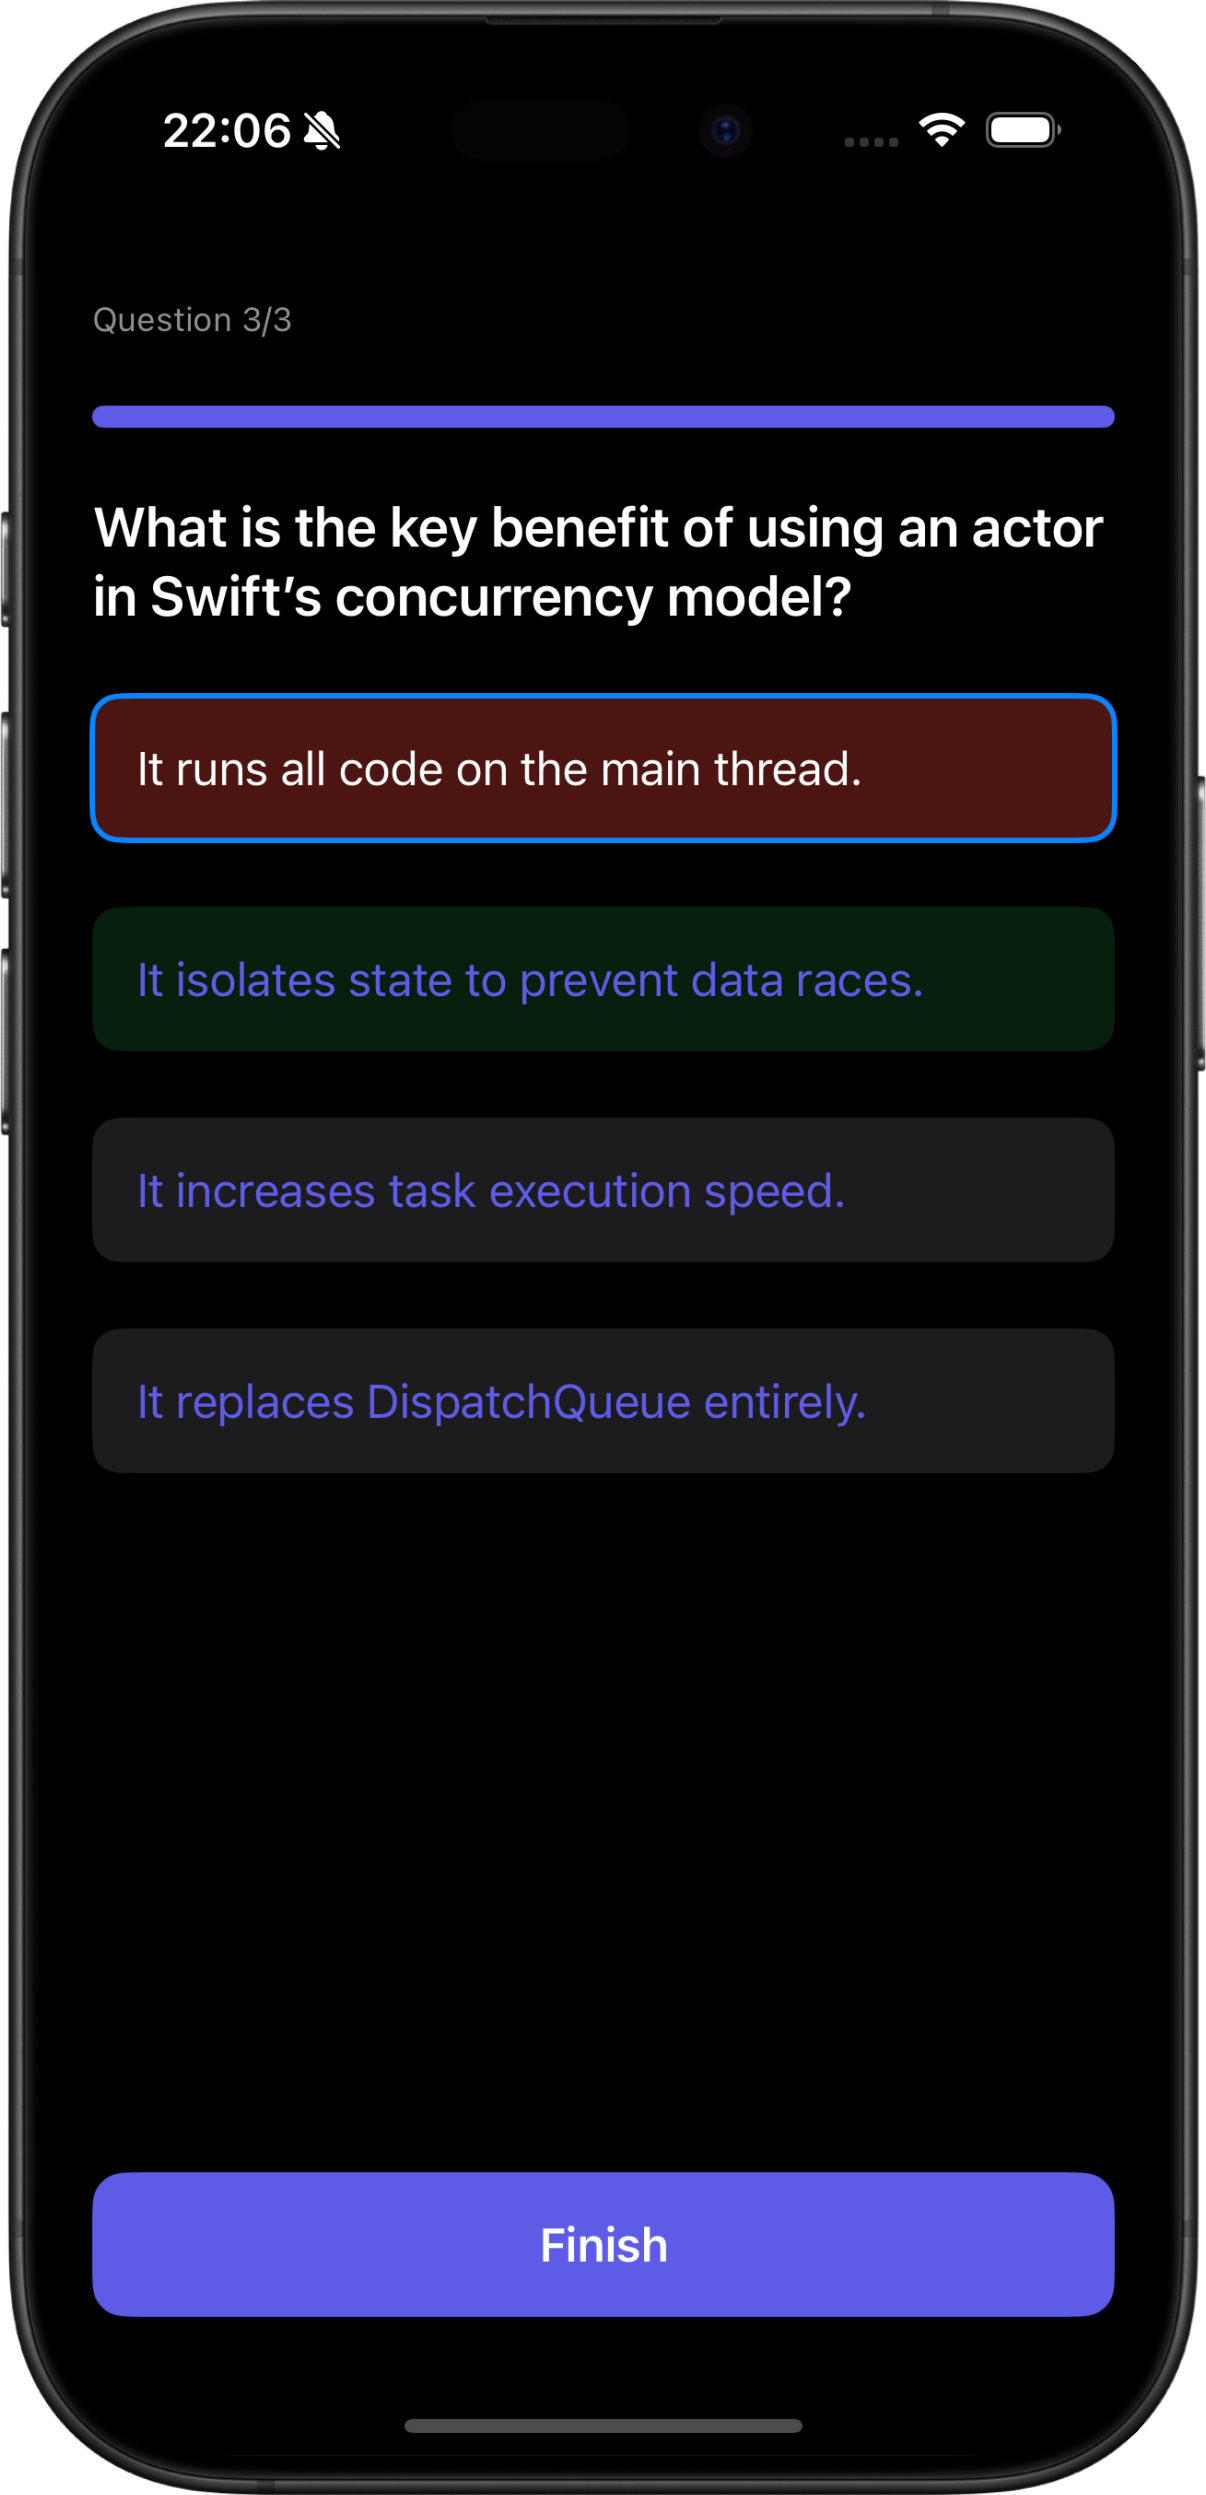 22:06
Question 3/3
What is the key benefit of using an actor
in Swift’s concurrency model?
It runs all code on the main thread.
It isolates state to prevent data races.
It increases task execution speed.
It replaces DispatchQueue entirely.
Finish